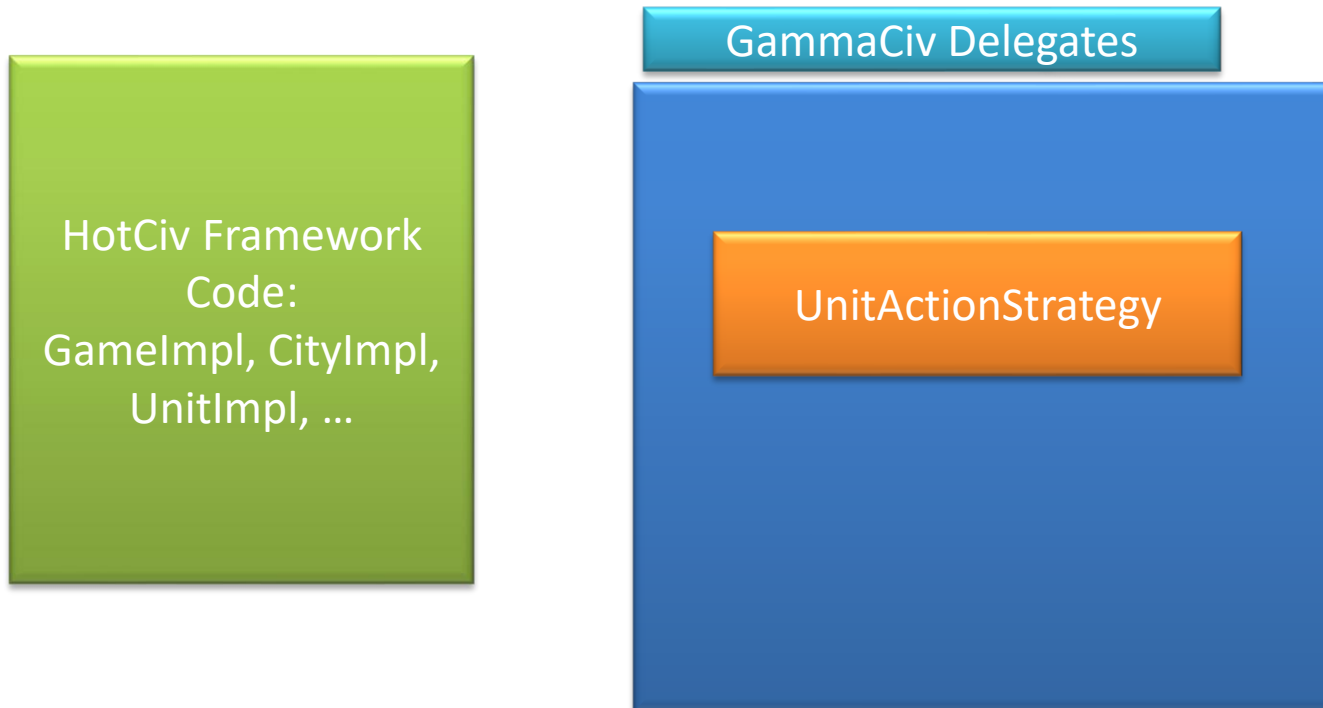 HotCiv Framework
Code:
GameImpl, CityImpl,
UnitImpl, …
GammaCiv Delegates
UnitActionStrategy